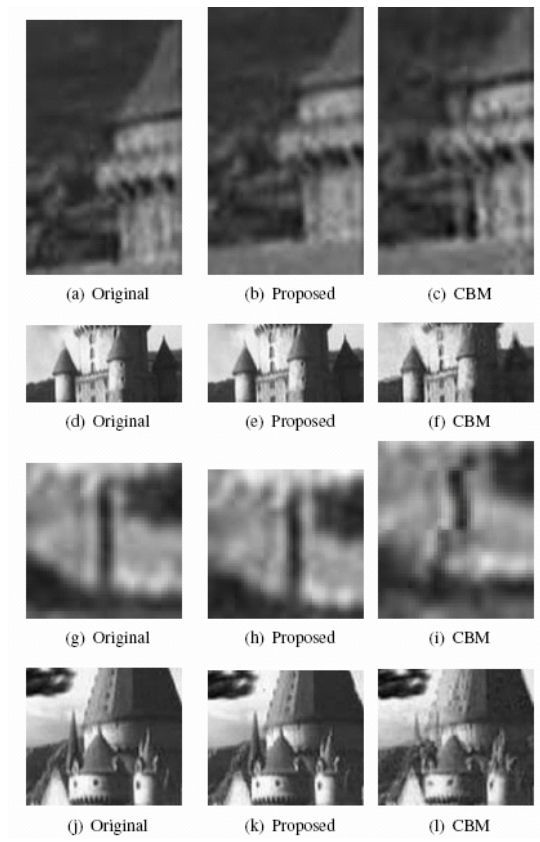 (a) Original (b) Proposed (c) CBM
(d) Original (e) Proposed (f) CBM
(g) Original (h) Proposed (i) CBM
(j) Original (k) Proposed (l) CBM